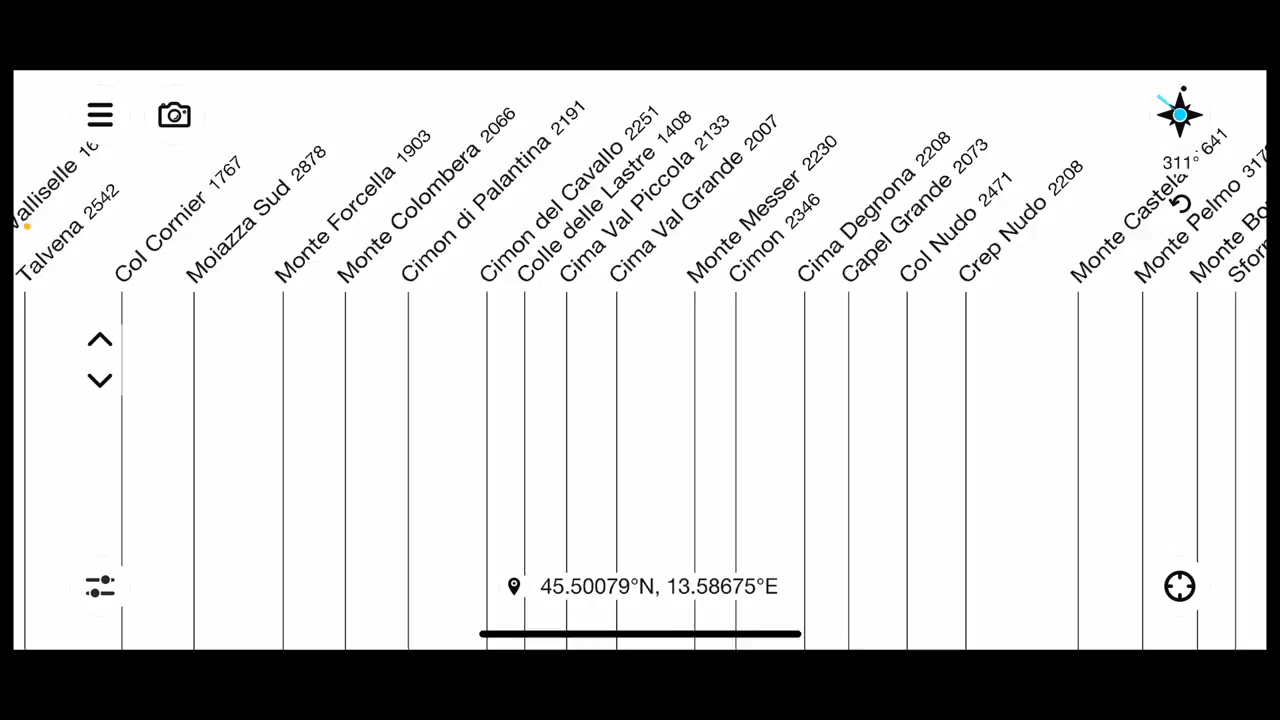 Talvena 2542
Col Cornier 1767
Moiazza Sud 2878
Monte Forcella 1903
Monte Colombera 2066
Cimon di Palantina 2191
Cimon del Cavallo 2251
Colle delle Lastre 1408
Cima Val Piccola 2133
Cima Val Grande 2007
Monte Messer 2230
Cimon 2346
Cima Degnona 2208
Capel Grande 2073
Col Nudo 2471
Crep Nudo 2208
Monte
Monte Pelmo
Monte
311°
45.50079°N, 13.58675°E